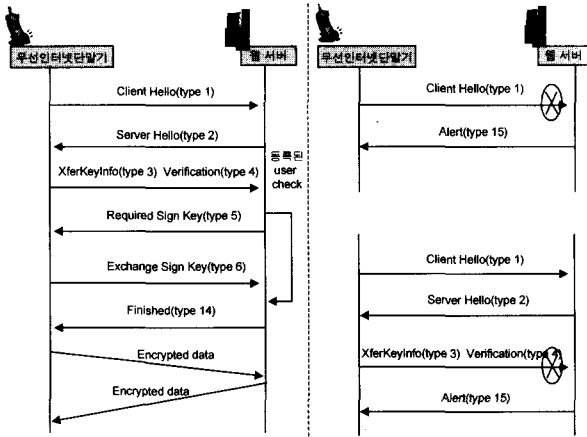 무선인터넷단말기
웹 서버
Client Hello(type 1)
Server Hello(type 2)
등록된
user
check
XferKeyInfo(type 3) Verification(type 4)
Required Sign Key(type 5)
Exchange Sign Key(type 6)
Finished(type 14)
Encrypted data
Encrypted data
무선인터넷단말기
웹 서버
Client Hello(type 1)
Alert(type 15)
Client Hello(type 1)
Server Hello(type 2)
XferKeyInfo(type 3) Verification(type 4)
Alert(type 15)